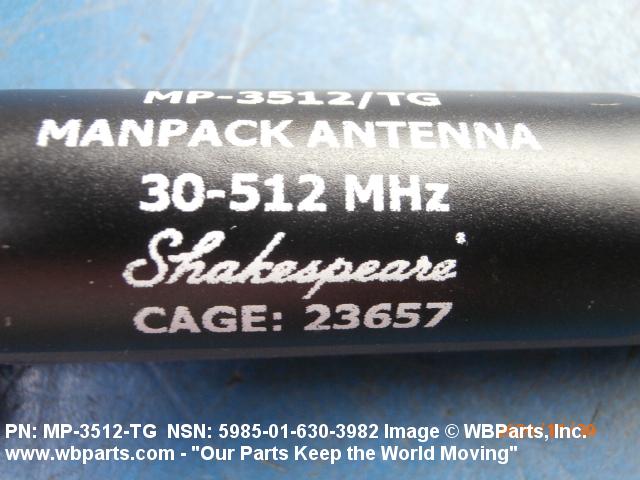 MP-3512/TG
MANPACK ANTENNA
30-512 MHz
Shakespeare®
CAGE: 23657
PN: MP-3512-TG NSN: 5985-01-630-3982 Image © WBParts, Inc.
www.wbparts.com - "Our Parts Keep the World Moving"